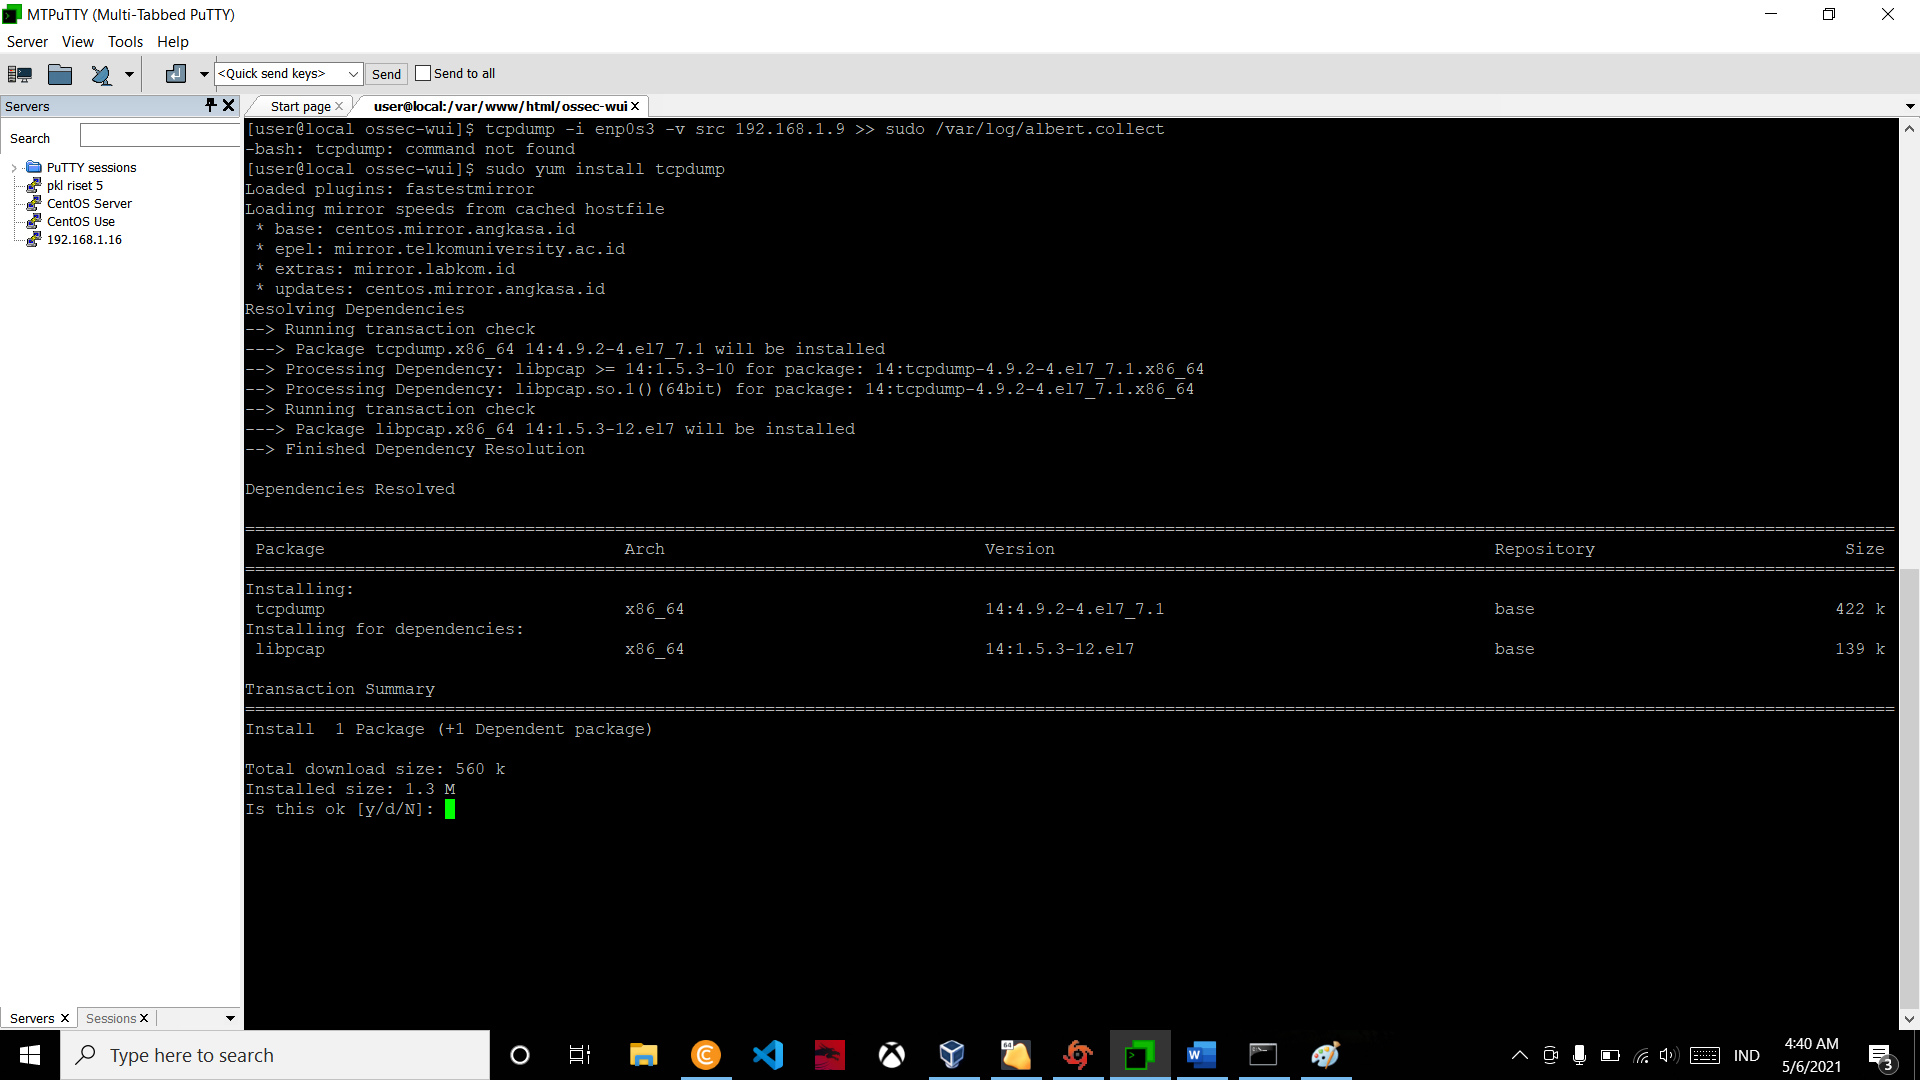 MTPuTTY (Multi-Tabbed PuTTY)
Server View Tools Help
<Quick send keys> Send Send to all
Servers
Search
PuTTY sessions
pkl riset 5
CentOS Server
CentOS Use
192.168.1.16
Servers Sessions
Start page user@local:/var/www/html/ossec-wui
[user@local ossec-wui]$ tcpdump -i enp0s3 -v src 192.168.1.9 >> sudo /var/log/albert.collect
-bash: tcpdump: command not found
[user@local ossec-wui]$ sudo yum install tcpdump
Loaded plugins: fastestmirror
Loading mirror speeds from cached hostfile
* base: centos.mirror.angkasa.id
* epel: mirror.telkomuniversity.ac.id
* extras: mirror.labkom.id
* updates: centos.mirror.angkasa.id
Resolving Dependencies
--> Running transaction check
---> Package tcpdump.x86_64 14:4.9.2-4.el7_7.1 will be installed
--> Processing Dependency: libpcap >= 14:1.5.3-10 for package: 14:tcpdump-4.9.2-4.el7_7.1.x86_64
--> Processing Dependency: libpcap.so.1()(64bit) for package: 14:tcpdump-4.9.2-4.el7_7.1.x86_64
--> Running transaction check
---> Package libpcap.x86_64 14:1.5.3-12.el7 will be installed
--> Finished Dependency Resolution
Dependencies Resolved
Package Arch Version Repository Size
Installing:
tcpdump x86_64 14:4.9.2-4.el7_7.1 base 422 k
Installing for dependencies:
libpcap x86_64 14:1.5.3-12.el7 base 139 k
Transaction Summary
Install 1 Package (+1 Dependent package)
Total download size: 560 k
Installed size: 1.3 M
Is this ok [y/d/N]:
Type here to search
64
IND
4:40 AM
5/6/2021
3